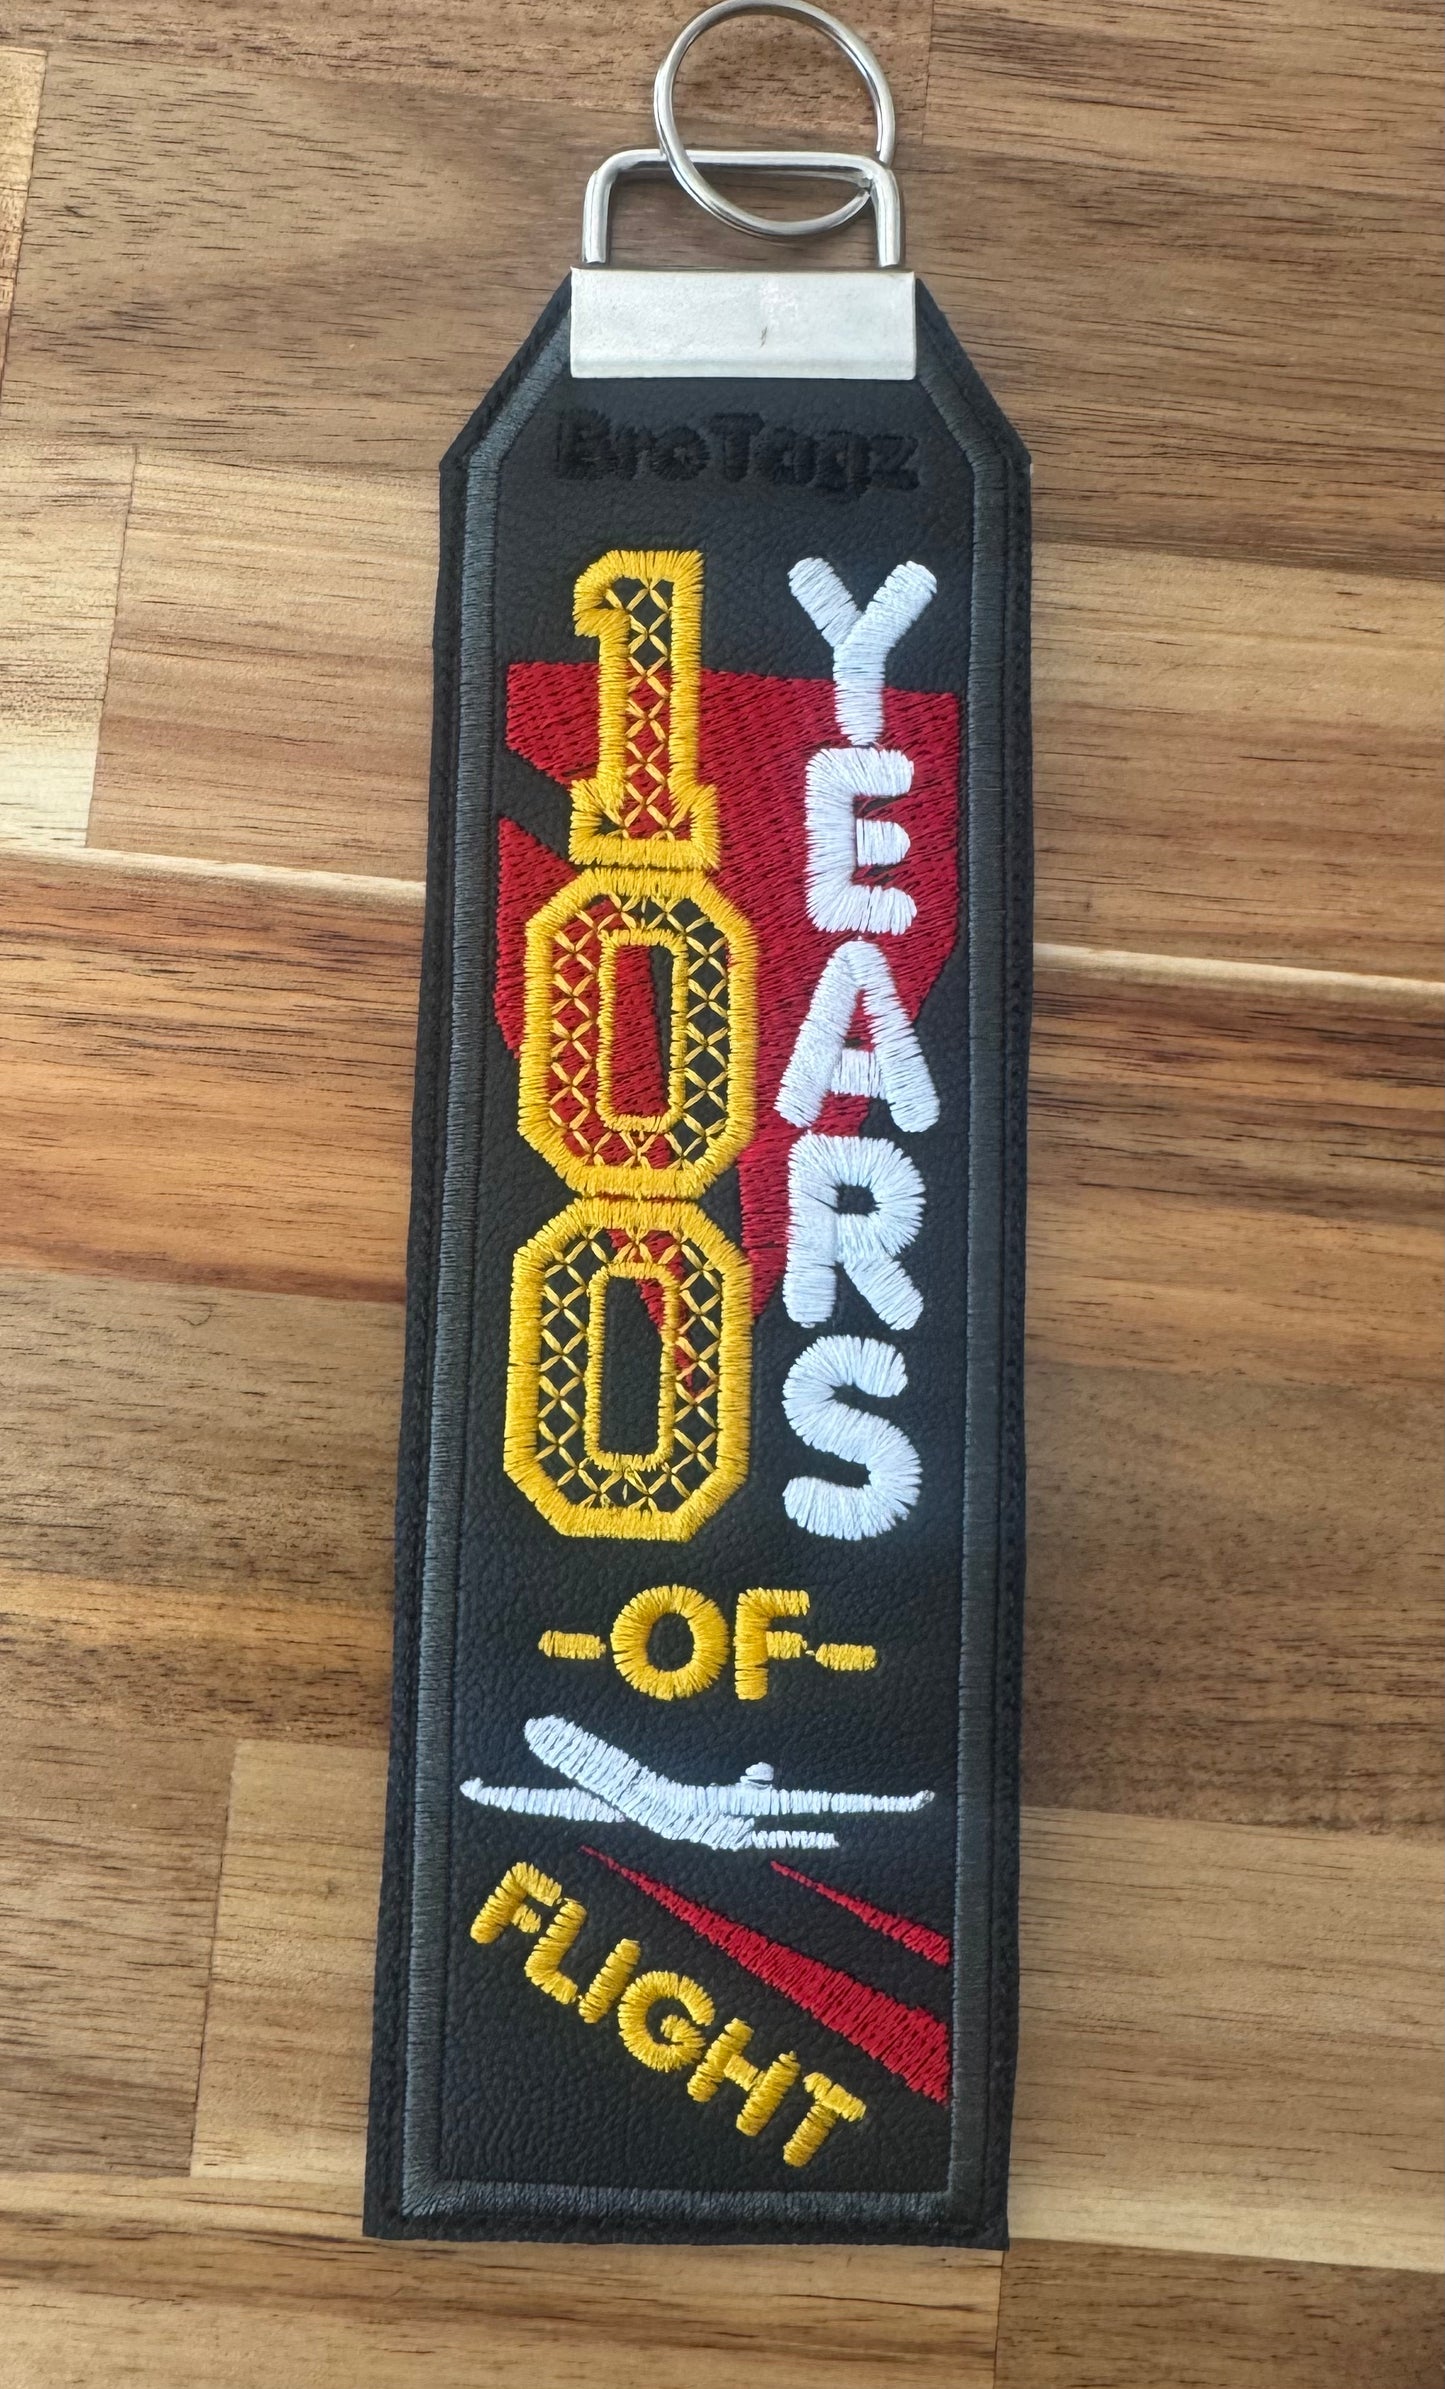 BroTagz
100
YEARS
-OF-
FLIGHT